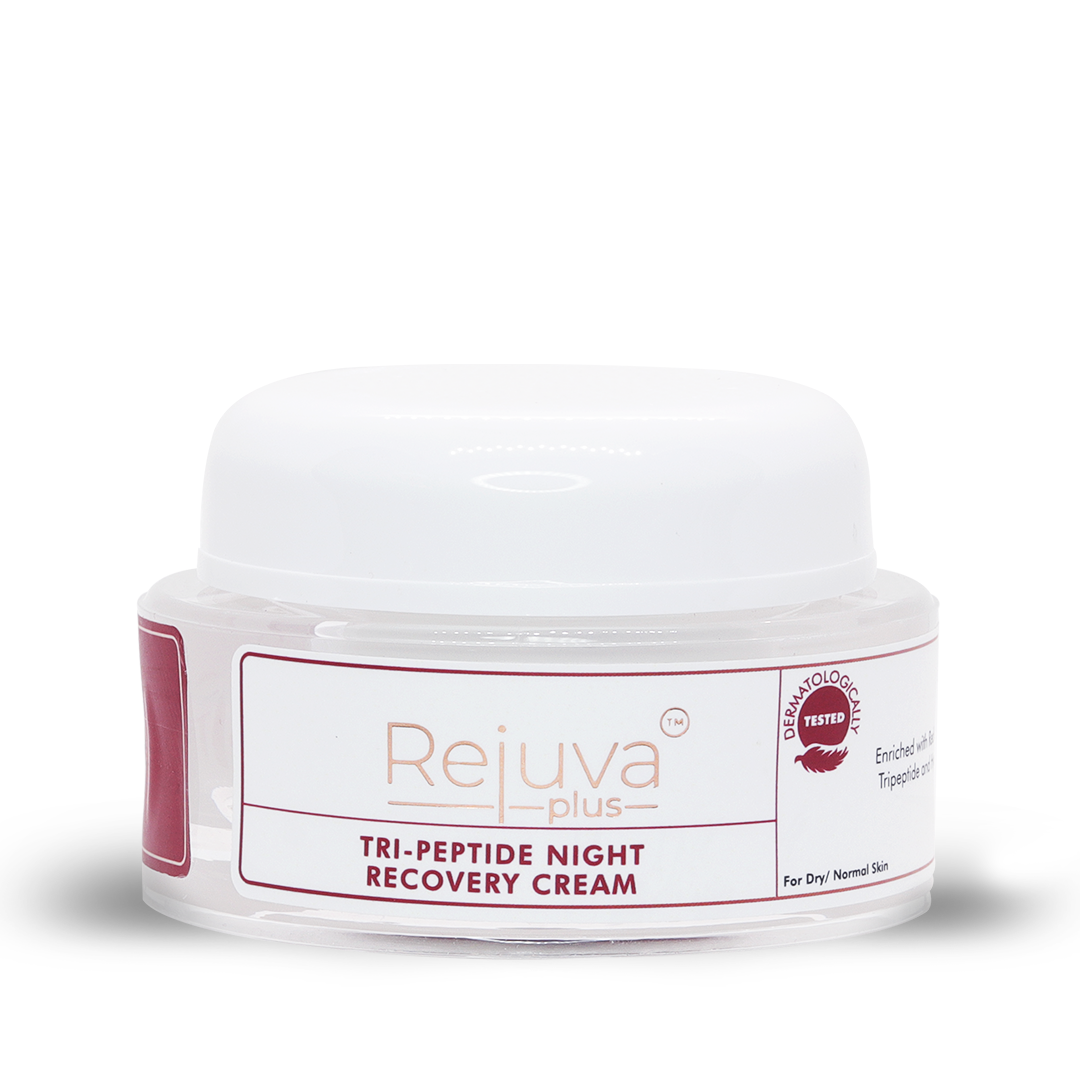 Rejuva TM
plus
TRI-PEPTIDE NIGHT
RECOVERY CREAM
DERMATOLOGICALLY
TESTED
Enriched with
Tripeptide and
For Dry/ Normal Skin